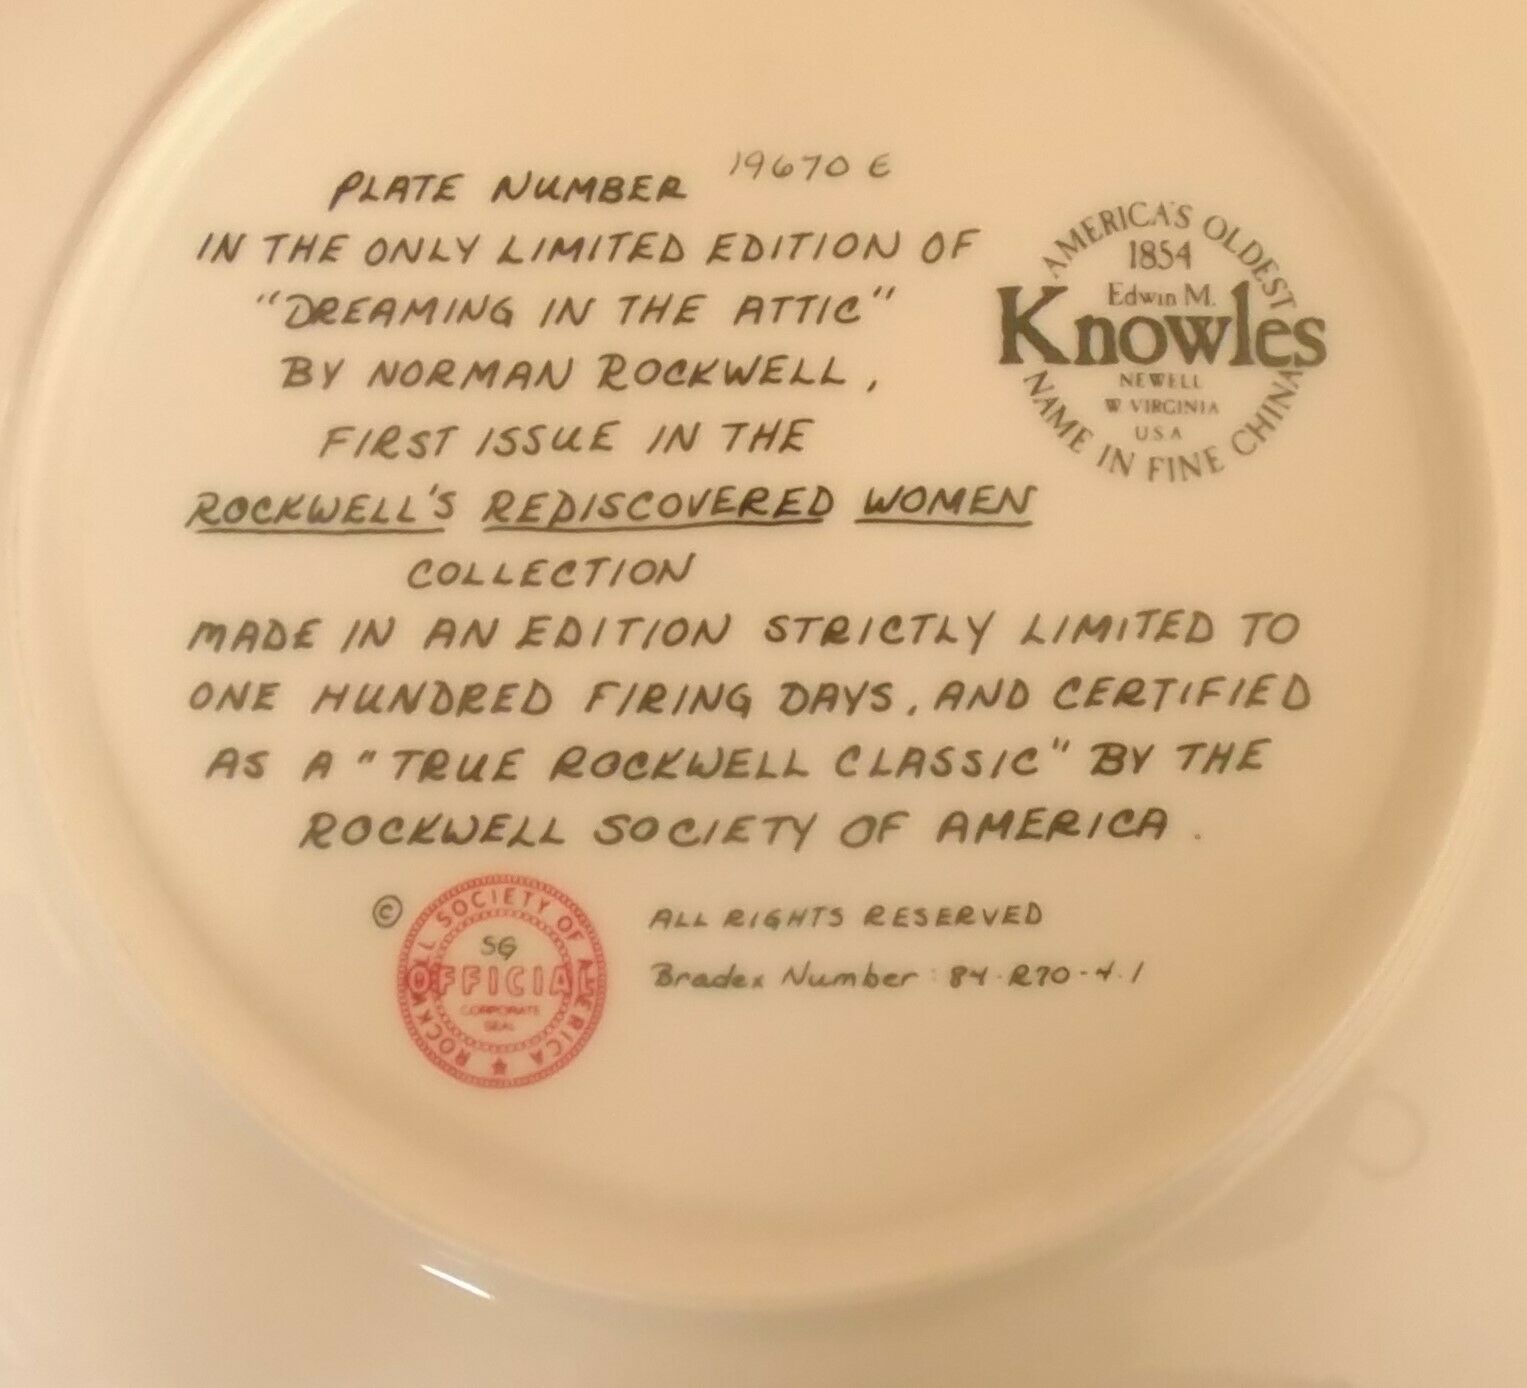 PLATE NUMBER 19670 E
IN THE ONLY LIMITED EDITION OF
"DREAMING IN THE ATTIC"
BY NORMAN ROCKWELL,
FIRST ISSUE IN THE
ROCKWELL'S REDISCOVERED WOMEN
COLLECTION
MADE IN AN EDITION STRICTLY LIMITED TO
ONE HUNDRED FIRING DAYS, AND CERTIFIED
AS A "TRUE ROCKWELL CLASSIC" BY THE
ROCKWELL SOCIETY OF AMERICA.
AMERICA'S OLDEST
1854
Edwin M.
Knowles
NEWELL
W VIRGINIA
USA
NAME IN FINE CHINA
©
ROCKWELL SOCIETY OF AMERICA
SG
OFFICIAL
CORPORATE
SEAL
ALL RIGHTS RESERVED
Bradex Number: 84-R70-4.1